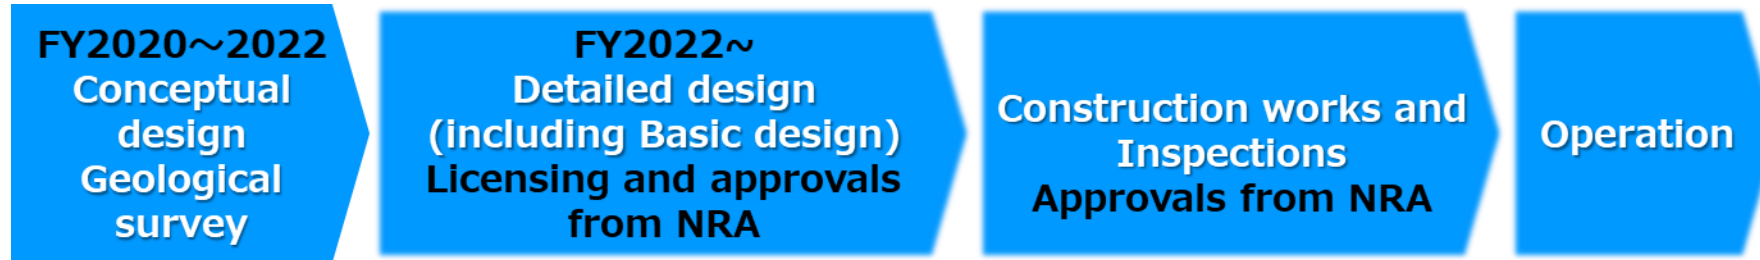 FY2020～2022
Conceptual
design
Geological
survey
FY2022~
Detailed design
(including Basic design)
Licensing and approvals
from NRA
Construction works and
Inspections
Approvals from NRA
Operation